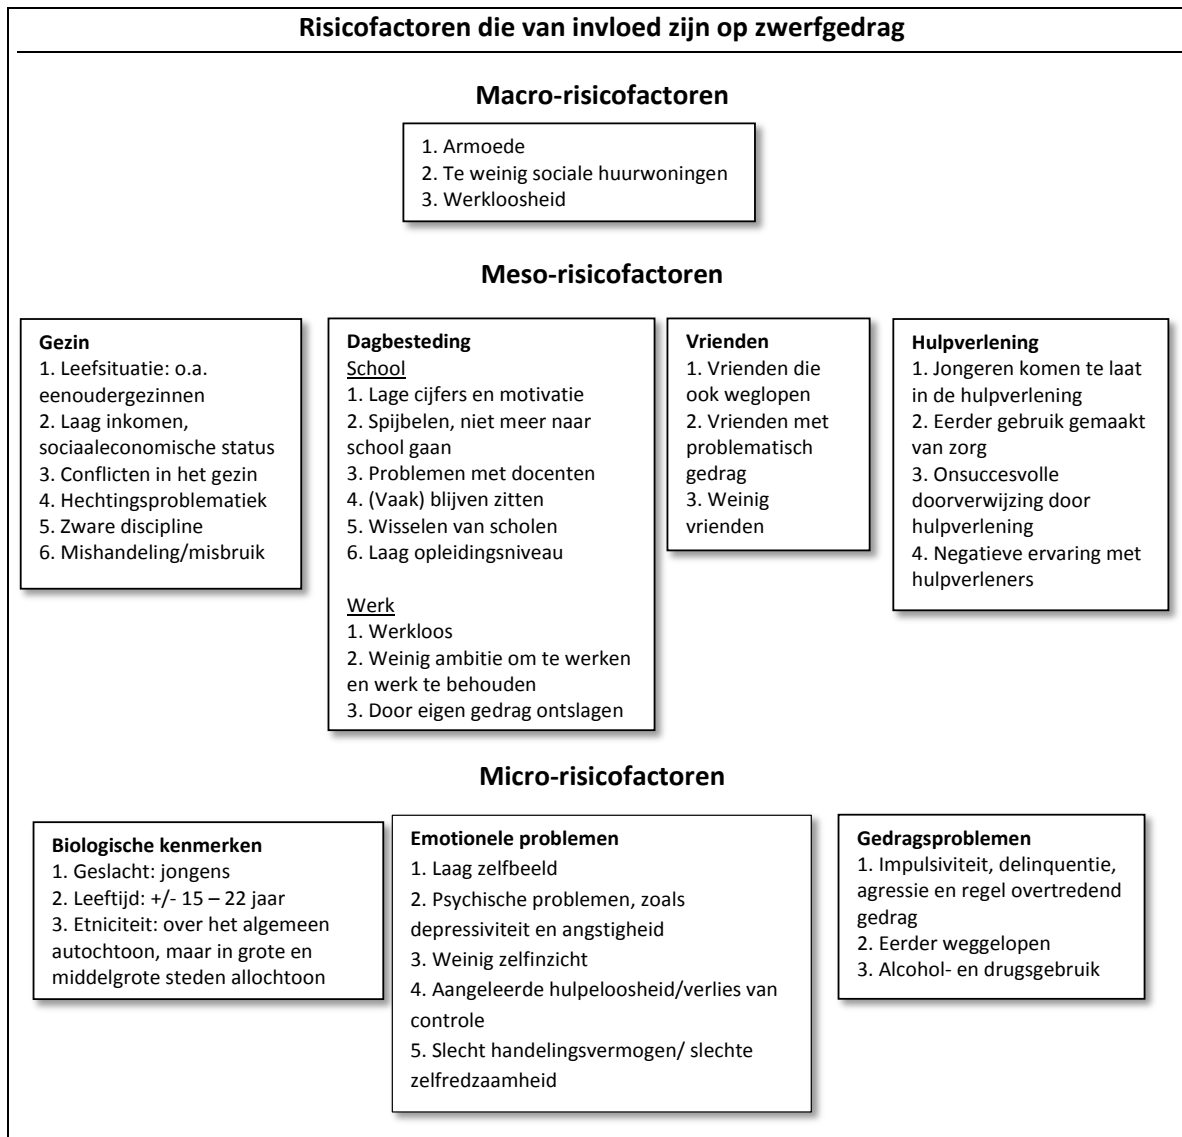 Risicofactoren die van invloed zijn op zwerfgedrag
Macro-risicofactoren
1. Armoede
2. Te weinig sociale huurwoningen
3. Werkloosheid
Meso-risicofactoren
Gezin
1. Leefsituatie: o.a.
eenoudergezinnen
2. Laag inkomen,
sociaaleconomische status
3. Conflicten in het gezin
4. Hechtingsproblematiek
5. Zware discipline
6. Mishandeling/misbruik
Dagbesteding
School
1. Lage cijfers en motivatie
2. Spijbelen, niet meer naar
school gaan
3. Problemen met docenten
4. (Vaak) blijven zitten
5. Wisselen van scholen
6. Laag opleidingsniveau
Werk
1. Werkloos
2. Weinig ambitie om te werken
en werk te behouden
3. Door eigen gedrag ontslagen
Vrienden
1. Vrienden die
ook weglopen
2. Vrienden met
problematisch
gedrag
3. Weinig
vrienden
Hulpverlening
1. Jongeren komen te laat
in de hulpverlening
2. Eerder gebruik gemaakt
van zorg
3. Onsuccesvolle
doorverwijzing door
hulpverlening
4. Negatieve ervaring met
hulpverleners
Micro-risicofactoren
Biologische kenmerken
1. Geslacht: jongens
2. Leeftijd: +/- 15 – 22 jaar
3. Etniciteit: over het algemeen
autochtoon, maar in grote en
middelgrote steden allochtoon
Emotionele problemen
1. Laag zelfbeeld
2. Psychische problemen, zoals
depressiviteit en angstigheid
3. Weinig zelfinzicht
4. Aangeleerde hulpeloosheid/verlies van
controle
5. Slecht handelingsvermogen/ slechte
zelfredzaamheid
Gedragsproblemen
1. Impulsiviteit, delinquentie,
agressie en regel overtredend
gedrag
2. Eerder weggelopen
3. Alcohol- en drugsgebruik